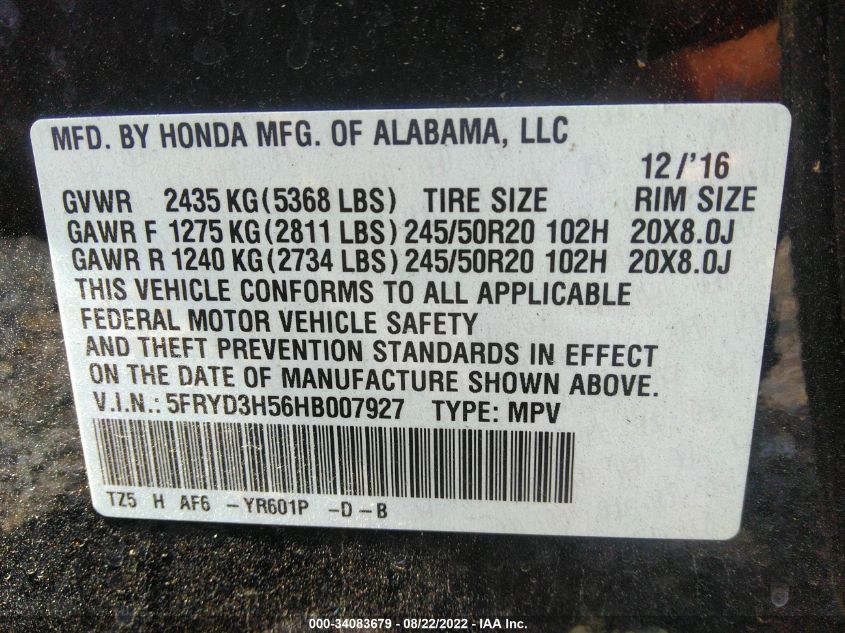 MFD. BY HONDA MFG. OF ALABAMA, LLC
12/'16
GVWR 2435 KG(5368 LBS) TIRE SIZE RIM SIZE
GAWR F 1275 KG(2811 LBS) 245/50R20 102H 20X8.0J
GAWR R 1240 KG(2734 LBS) 245/50R20 102H 20X8.0J
THIS VEHICLE CONFORMS TO ALL APPLICABLE
FEDERAL MOTOR VEHICLE SAFETY
AND THEFT PREVENTION STANDARDS IN EFFECT
ON THE DATE OF MANUFACTURE SHOWN ABOVE.
V.I.N.: 5FRYD3H56HB007927 TYPE: MPV
TZ5 H AF6 -YR601P -D-B
000-34083679 - 08/22/2022 - IAA Inc.